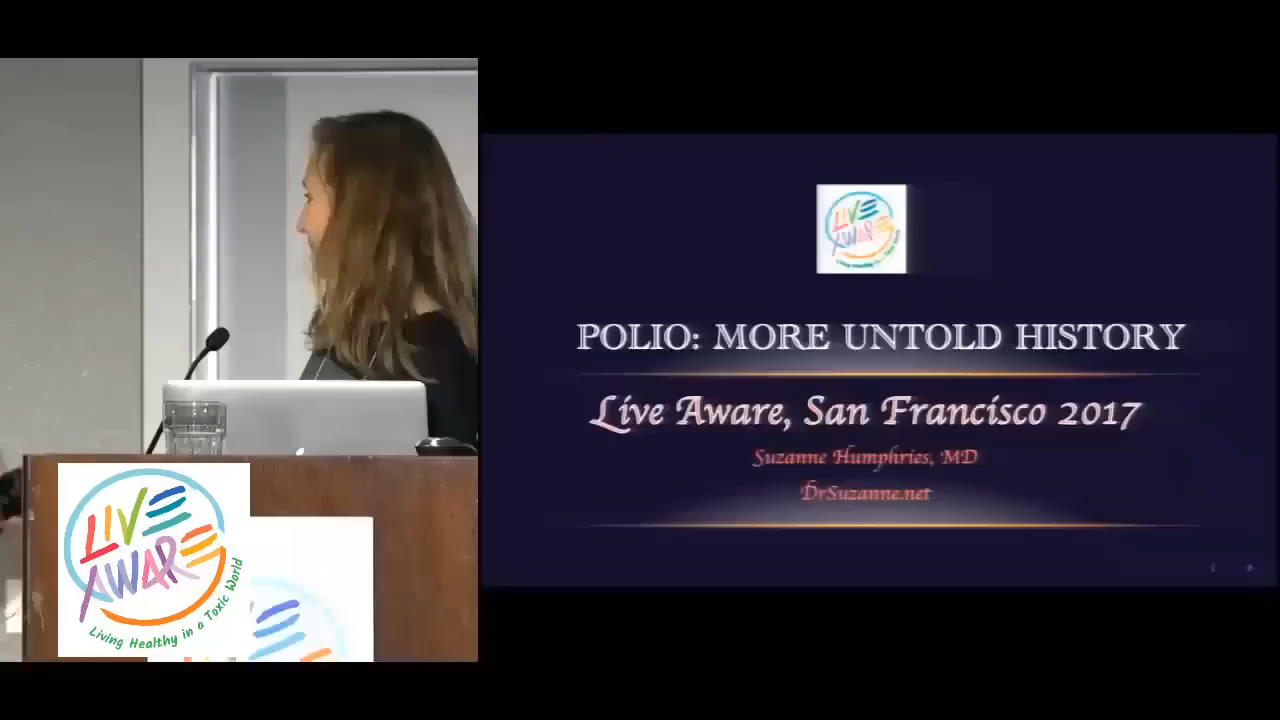 LIVE
AWARE
Living Healthy in a Toxic World
LIVE
AWARE
POLIO: MORE UNTOLD HISTORY
Live Aware, San Francisco 2017
Suzanne Humphries, MD
DrSuzanne.net